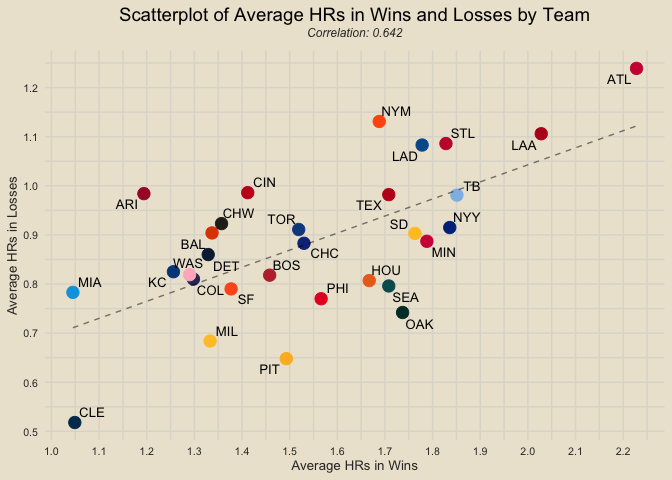 Scatterplot of Average HRs in Wins and Losses by Team
Correlation: 0.642
Average HRs in Losses
1.2
1.1
1.0
0.9
0.8
0.7
0.6
0.5
ATL
NYM
STL
LAA
LAD
CIN
TB
ARI
TEX
CHW
TOR
SD
NYY
BAL
CHC
MIN
WAS
DET
BOS
HOU
MIA
KC
COL
SF
PHI
SEA
MIL
OAK
PIT
CLE
1.0 1.1 1.2 1.3 1.4 1.5 1.6 1.7 1.8 1.9 2.0 2.1 2.2
Average HRs in Wins